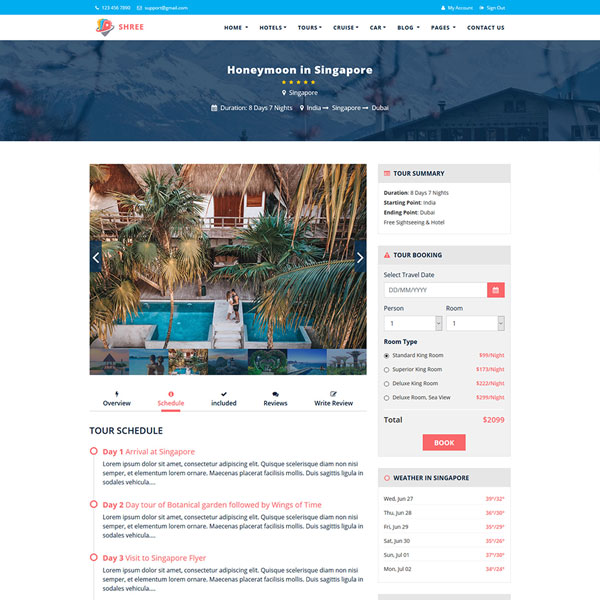 123 456 7890 support@gmail.com My Account Sign Out
SHREE HOME HOTELS TOURS CRUISE CAR BLOG PAGES CONTACT US
Honeymoon in Singapore
Singapore
Duration: 8 Days 7 Nights India Singapore Dubai
TOUR SUMMARY
Duration: 8 Days 7 Nights
Starting Point: India
Ending Point: Dubai
Free Sightseeing & Hotel
TOUR BOOKING
Select Travel Date
DD/MM/YYYY
Person Room
1 1
Room Type
Standard King Room $99/Night
Superior King Room $173/Night
Deluxe King Room $222/Night
Deluxe Room, Sea View $299/Night
Total $2099
BOOK
Overview Schedule included Reviews Write Review
TOUR SCHEDULE
Day 1 Arrival at Singapore
Lorem ipsum dolor sit amet, consectetur adipiscing elit. Quisque scelerisque diam non nisi
semper, et elementum lorem ornare. Maecenas placerat facilisis mollis. Duis sagittis ligula in
sodales vehicula....
Day 2 Day tour of Botanical garden followed by Wings of Time
Lorem ipsum dolor sit amet, consectetur adipiscing elit. Quisque scelerisque diam non nisi
semper, et elementum lorem ornare. Maecenas placerat facilisis mollis. Duis sagittis ligula in
sodales vehicula....
Day 3 Visit to Singapore Flyer
Lorem ipsum dolor sit amet, consectetur adipiscing elit. Quisque scelerisque diam non nisi
semper, et elementum lorem ornare. Maecenas placerat facilisis mollis. Duis sagittis ligula in
sodales vehicula....
WEATHER IN SINGAPORE
Wed, Jun 27 39°/32°
Thu, Jun 28 36°/30°
Fri, Jun 29 35°/29°
Sat, Jun 30 35°/26°
Sun, Jul 01 37°/30°
Mon, Jul 02 34°/32°